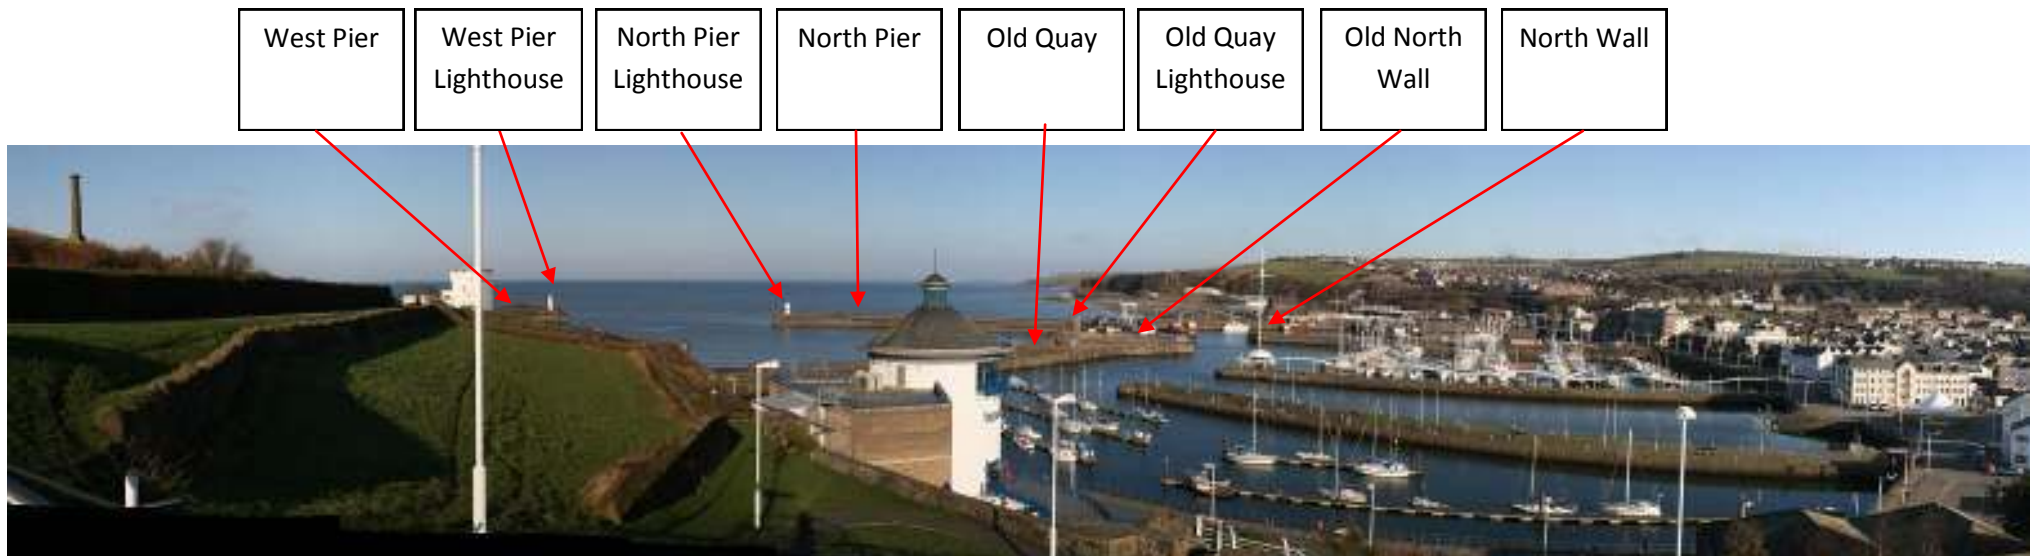 West Pier
West Pier
Lighthouse
North Pier
Lighthouse
North Pier
Old Quay
Old Quay
Lighthouse
Old North
Wall
North Wall